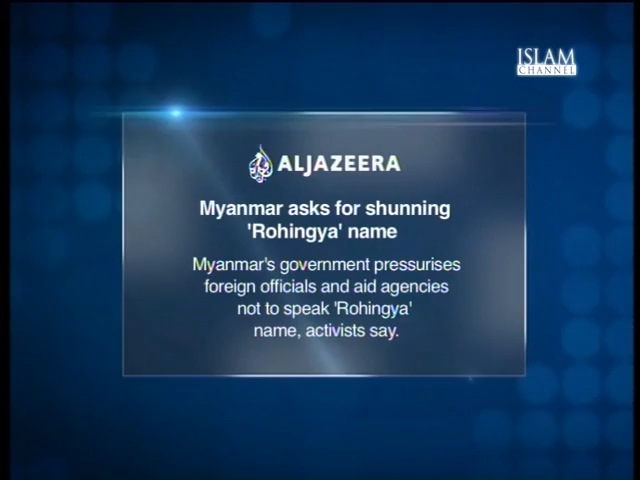 ISLAM
CHANNEL
ALJAZEERA
Myanmar asks for shunning
'Rohingya' name
Myanmar's government pressurises
foreign officials and aid agencies
not to speak 'Rohingya'
name, activists say.